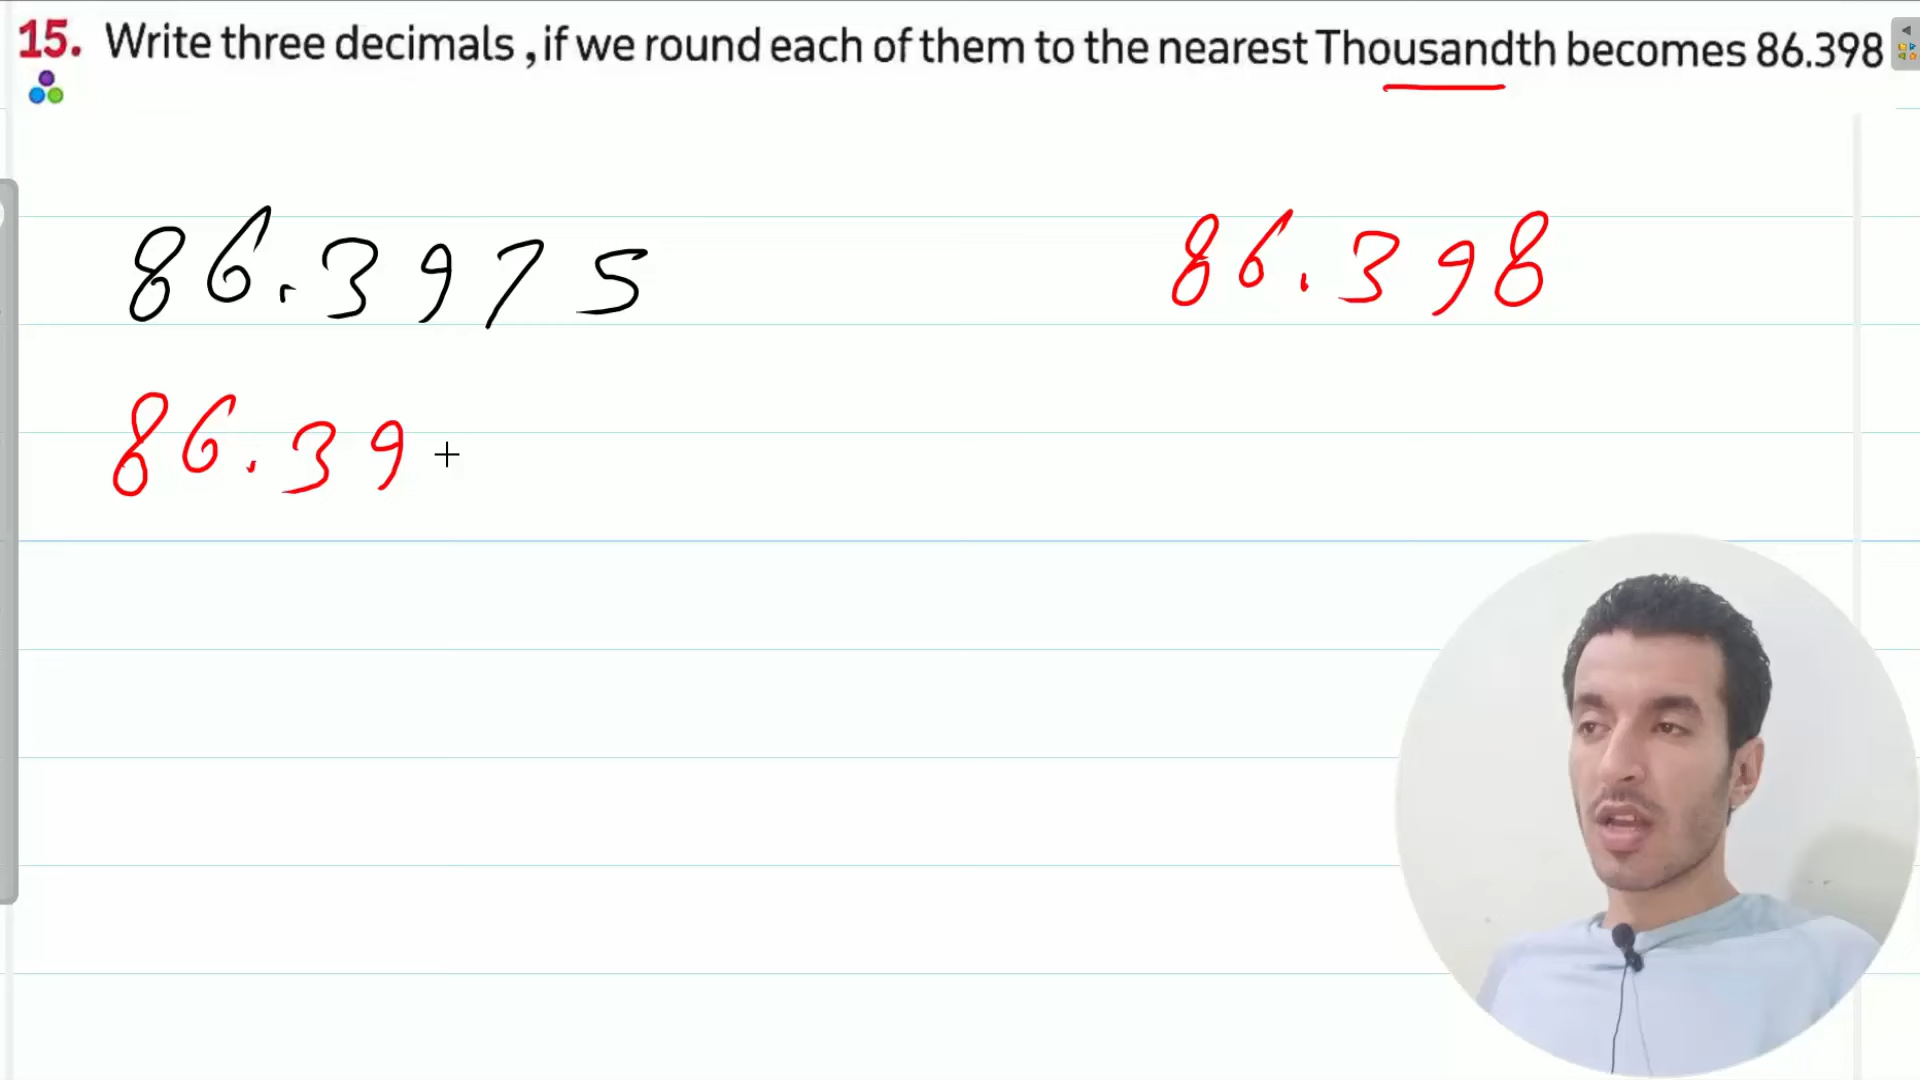 15. Write three decimals , if we round each of them to the nearest Thousandth becomes 86.398
86.3975
86.398
86.39